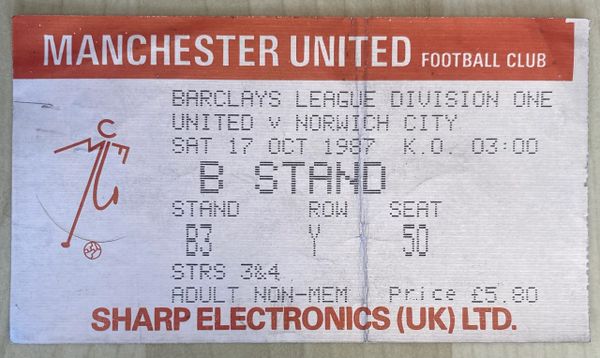 MANCHESTER UNITED FOOTBALL CLUB
BARCLAYS LEAGUE DIVISION ONE
UNITED V NORWICH CITY
SAT 17 OCT 1987 K.O. 03:00
B STAND
STAND ROW SEAT
B3 Y 50
STRS 3&4
ADULT NON-MEM Price £5.80
SHARP ELECTRONICS (UK) LTD.